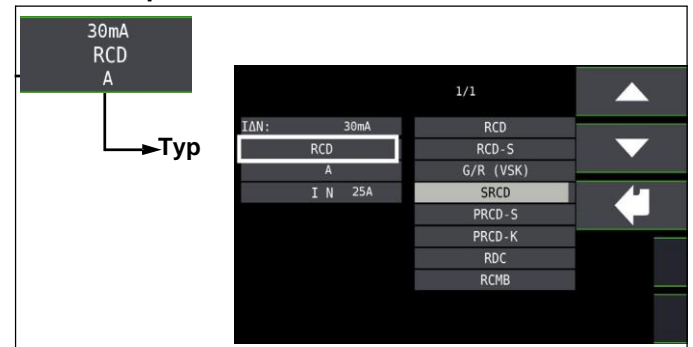 30mA
RCD
A
Typ
1/1
IΔN: 30mA
RCD
A
I N 25A
RCD
RCD-S
G/R (VSK)
SRCD
PRCD-S
PRCD-K
RDC
RCMB